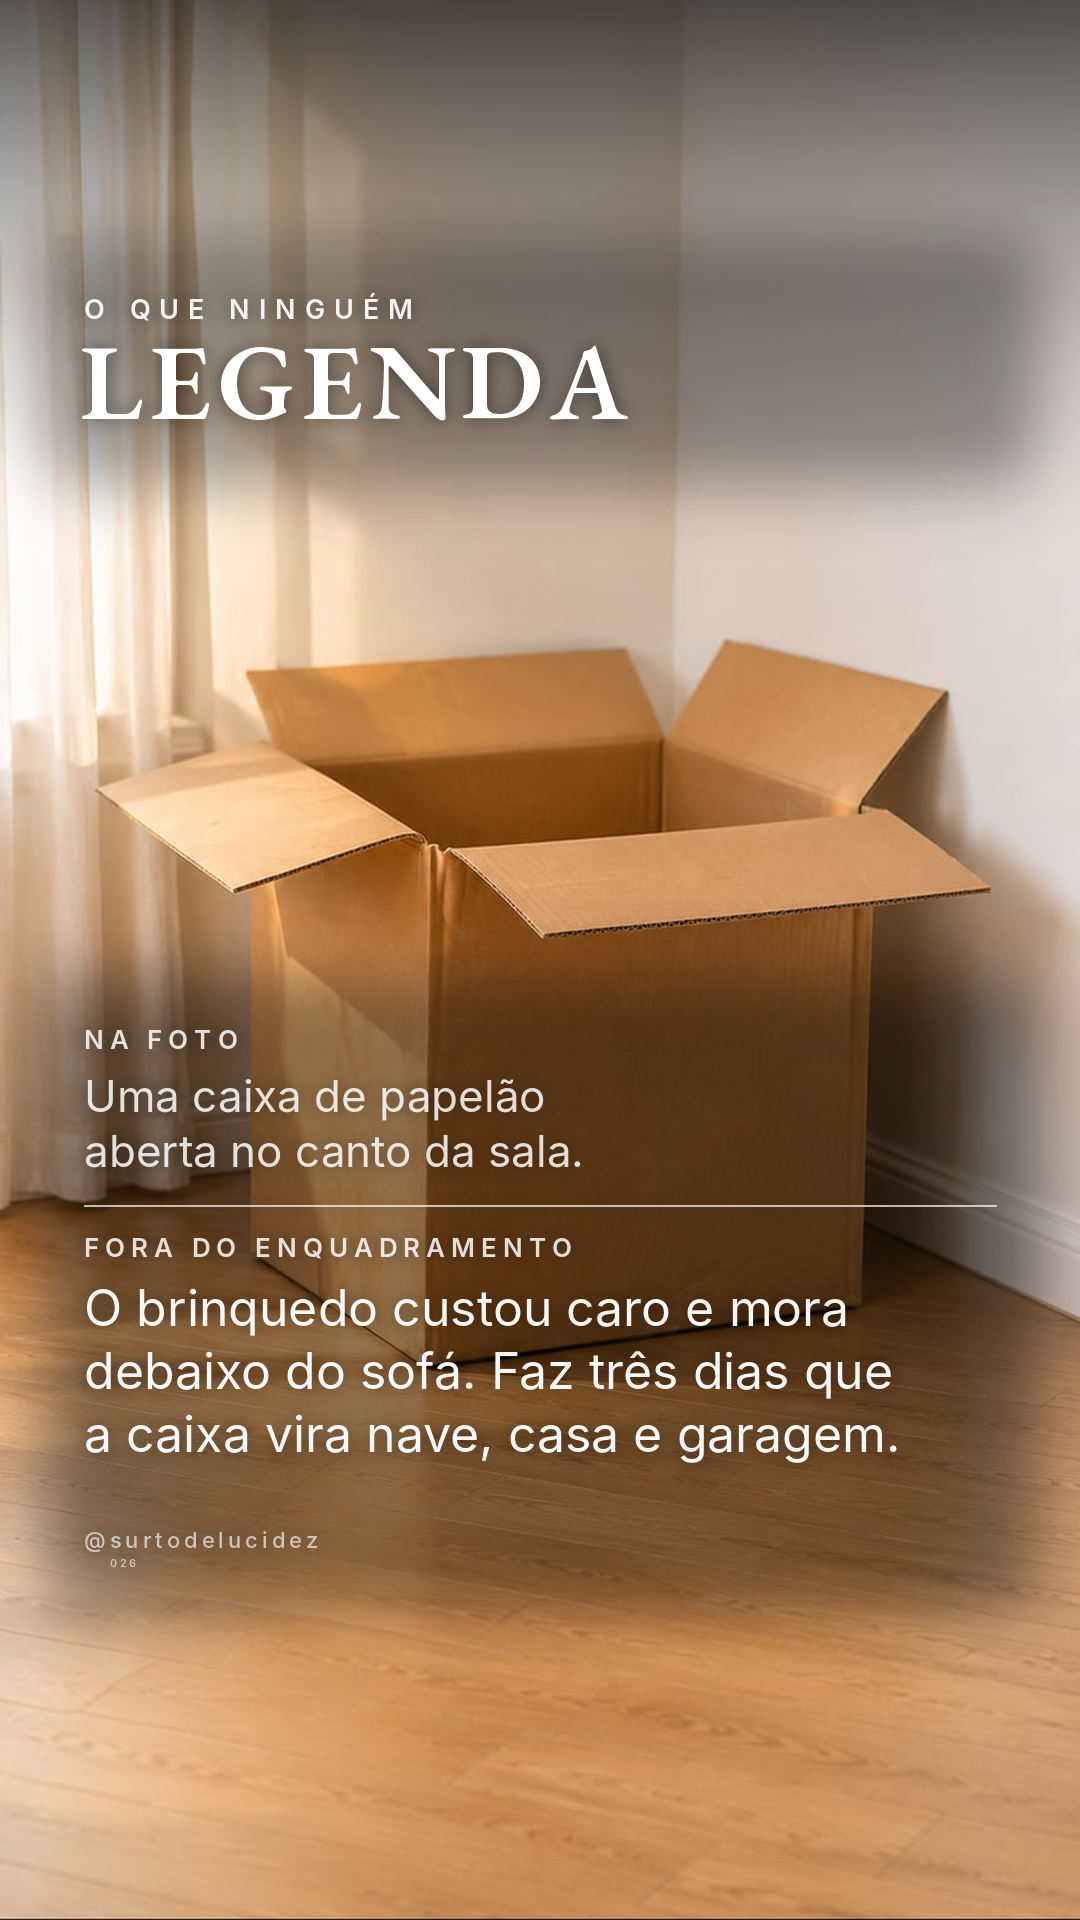 O QUE NINGUÉM
LEGENDA
NA FOTO
Uma caixa de papelão
aberta no canto da sala.
FORA DO ENQUADRAMENTO
O brinquedo custou caro e mora
debaixo do sofá. Faz três dias que
a caixa vira nave, casa e garagem.
@surtodelucidez
026